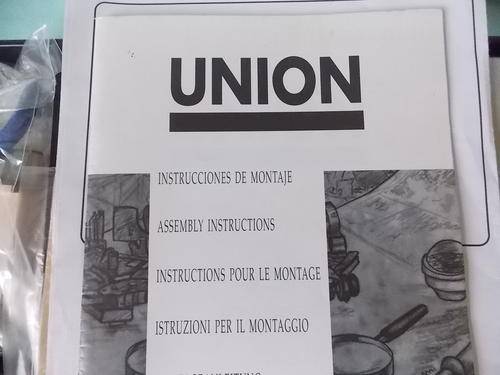 UNION
INSTRUCCIONES DE MONTAJE
ASSEMBLY INSTRUCTIONS
INSTRUCTIONS POUR LE MONTAGE
ISTRUZIONI PER IL MONTAGGIO